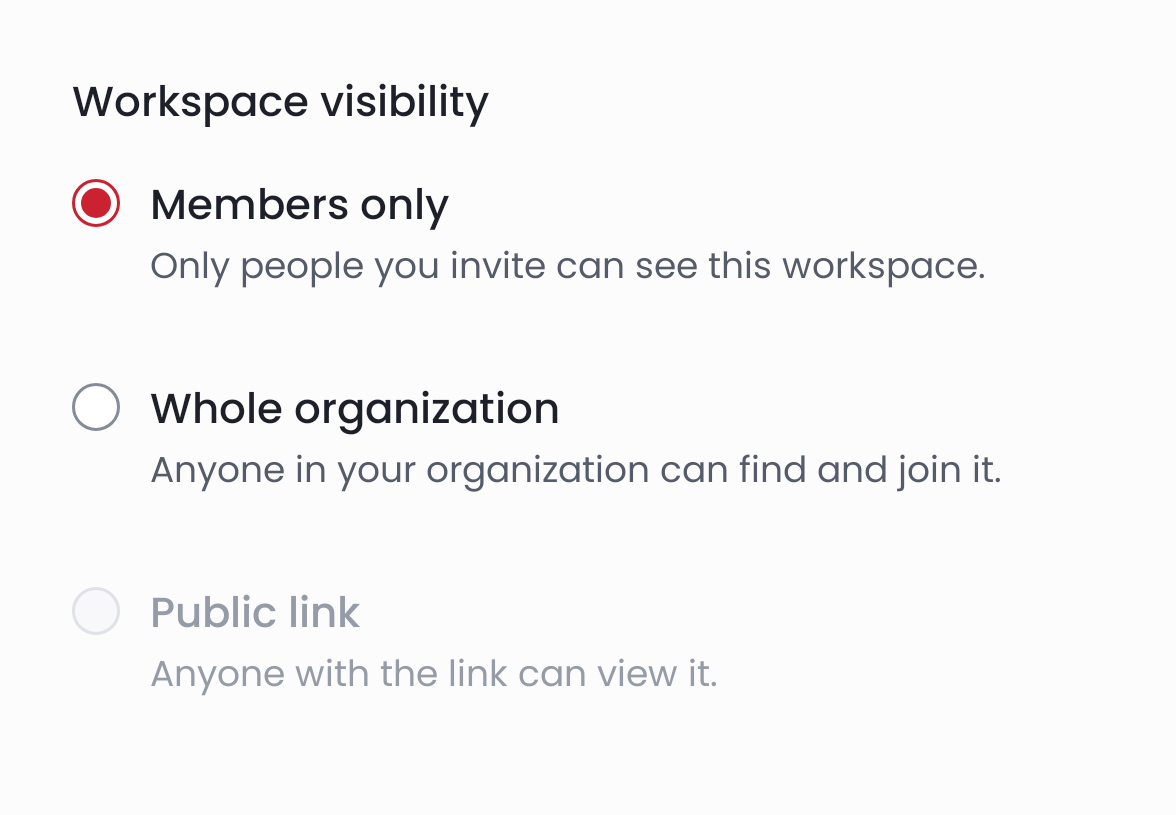 Workspace visibility
Members only
Only people you invite can see this workspace.
Whole organization
Anyone in your organization can find and join it.
Public link
Anyone with the link can view it.